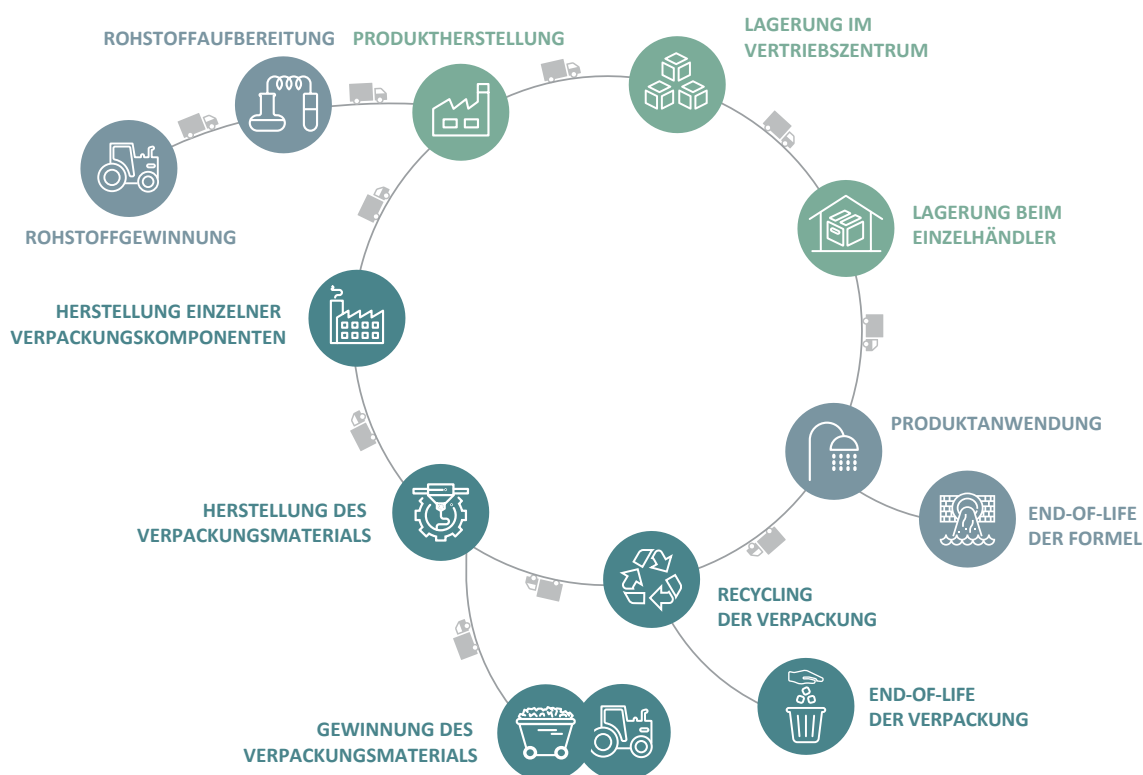 ROHSTOFFAUFBEREITUNG
PRODUKTHERSTELLUNG
LAGERUNG IM
VERTRIEBSZENTRUM
ROHSTOFFGEWINNUNG
LAGERUNG BEIM
EINZELHÄNDLER
HERSTELLUNG EINZELNER
VERPACKUNGSKOMPONENTEN
PRODUKTANWENDUNG
HERSTELLUNG DES
VERPACKUNGSMATERIALS
END-OF-LIFE
DER FORMEL
RECYCLING
DER VERPACKUNG
END-OF-LIFE
DER VERPACKUNG
GEWINNUNG DES
VERPACKUNGSMATERIALS